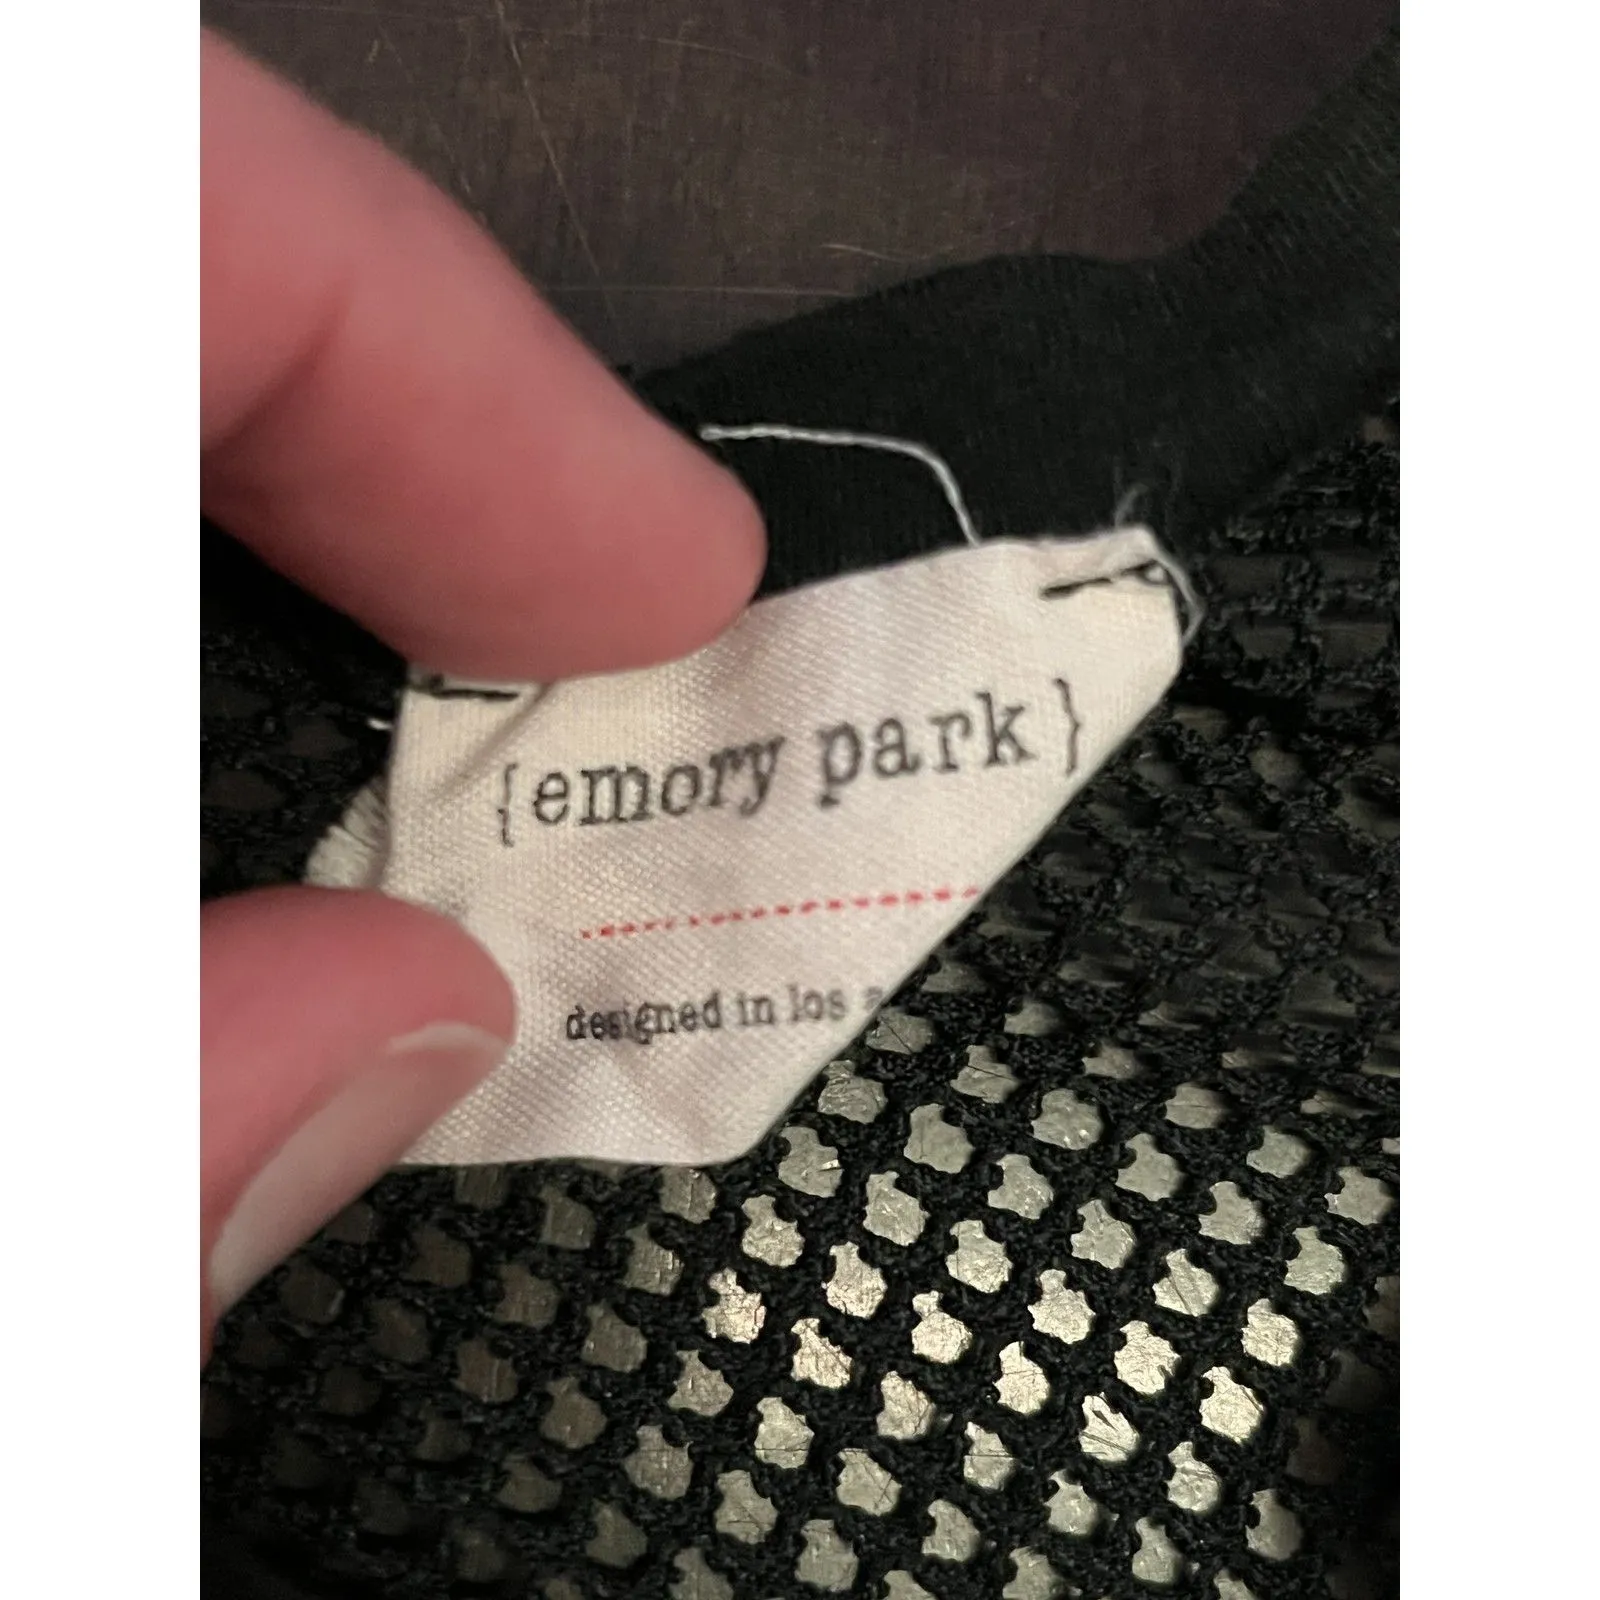 {emory park}
designed in los